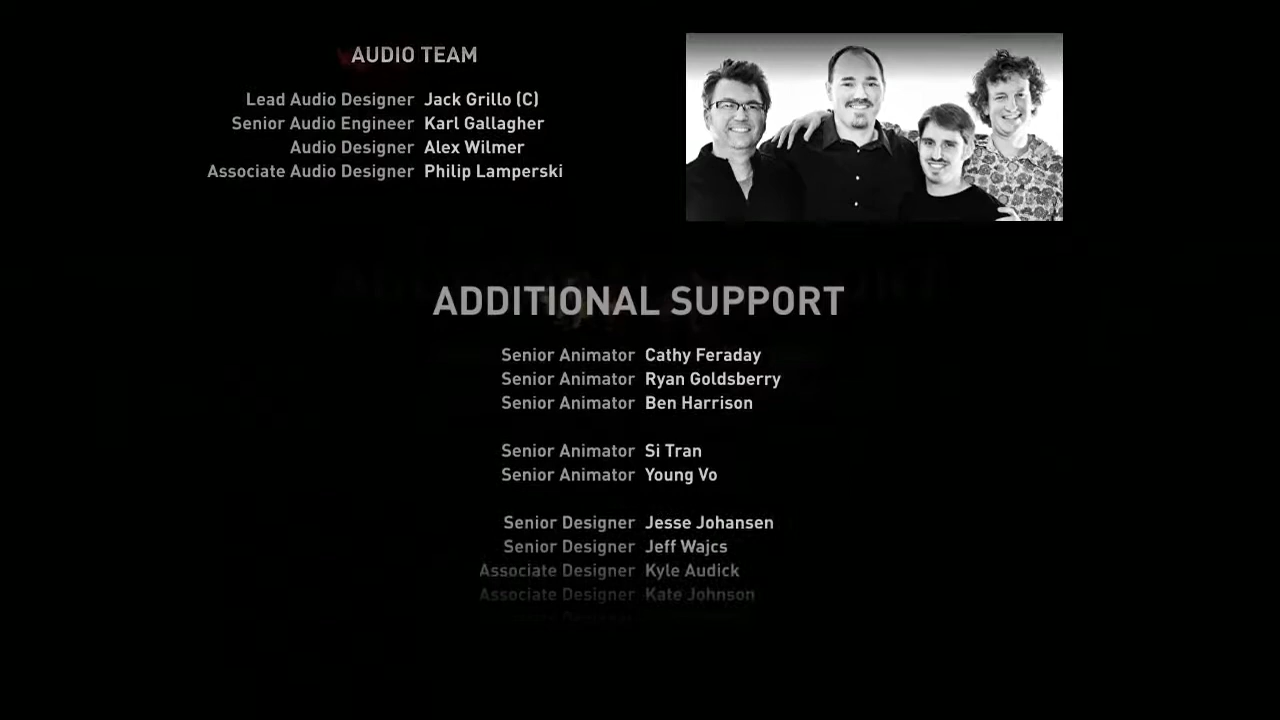 AUDIO TEAM
Lead Audio Designer Jack Grillo (C)
Senior Audio Engineer Karl Gallagher
Audio Designer Alex Wilmer
Associate Audio Designer Philip Lamperski
ADDITIONAL SUPPORT
Senior Animator Cathy Feraday
Senior Animator Ryan Goldsberry
Senior Animator Ben Harrison
Senior Animator Si Tran
Senior Animator Young Vo
Senior Designer Jesse Johansen
Senior Designer Jeff Wajcs
Associate Designer Kyle Audick
Associate Designer Kate Johnson